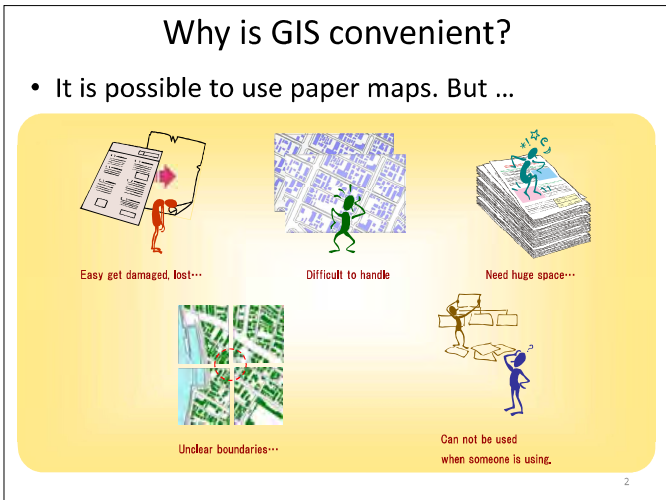 Why is GIS convenient?
• It is possible to use paper maps. But …
Easy get damaged, lost…
Difficult to handle
Need huge space…
Unclear boundaries…
Can not be used
when someone is using.
2